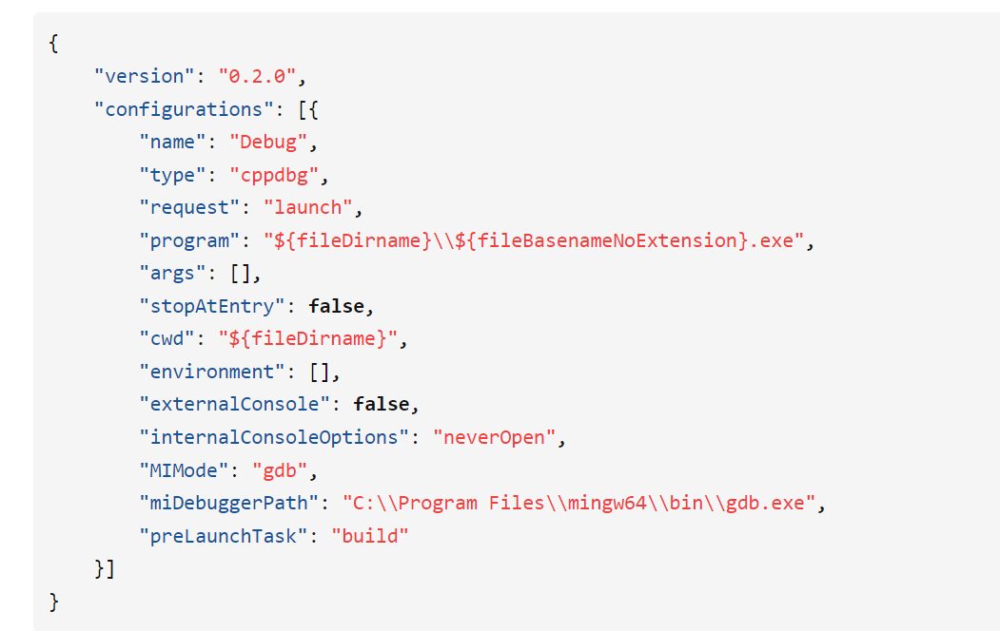 {
    "version": "0.2.0",
    "configurations": [{
        "name": "Debug",
        "type": "cppdbg",
        "request": "launch",
        "program": "${fileDirname}\\${fileBasenameNoExtension}.exe",
        "args": [],
        "stopAtEntry": false,
        "cwd": "${fileDirname}",
        "environment": [],
        "externalConsole": false,
        "internalConsoleOptions": "neverOpen",
        "MIMode": "gdb",
        "miDebuggerPath": "C:\\Program Files\\mingw64\\bin\\gdb.exe",
        "preLaunchTask": "build"
    }]
}